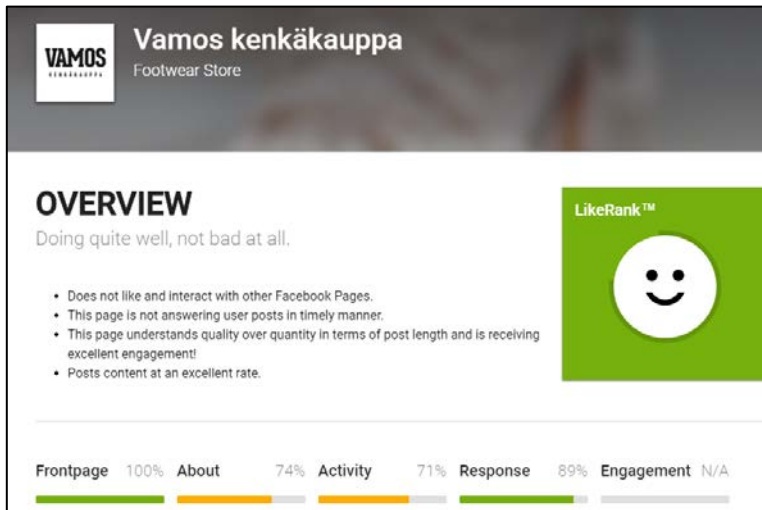 VAMOS
KENKÄKAUPPA
Vamos kenkäkauppa
Footwear Store
OVERVIEW
Doing quite well, not bad at all.
LikeRank™
• Does not like and interact with other Facebook Pages.
• This page is not answering user posts in timely manner.
• This page understands quality over quantity in terms of post length and is receiving
excellent engagement!
• Posts content at an excellent rate.
Frontpage 100% About 74% Activity 71% Response 89% Engagement N/A